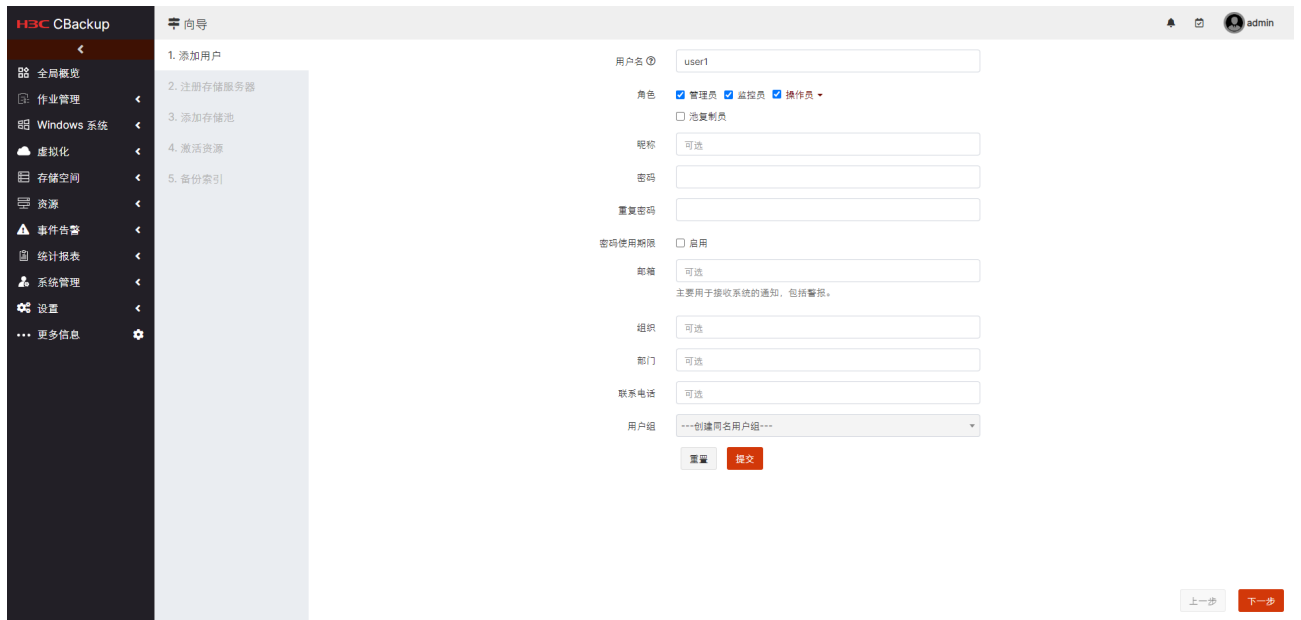 H3C CBackup
向导
admin
全局概览
作业管理
Windows 系统
虚拟化
存储空间
资源
事件告警
统计报表
系统管理
设置
更多信息
1. 添加用户
2. 注册存储服务器
3. 添加存储池
4. 激活资源
5. 备份索引
用户名
user1
角色
管理员 监控员 操作员
池复制员
昵称
可选
密码
重复密码
密码使用期限
启用
邮箱
可选
主要用于接收系统的通知，包括警报。
组织
可选
部门
可选
联系电话
可选
用户组
---创建同名用户组---
重置 提交
上一步 下一步